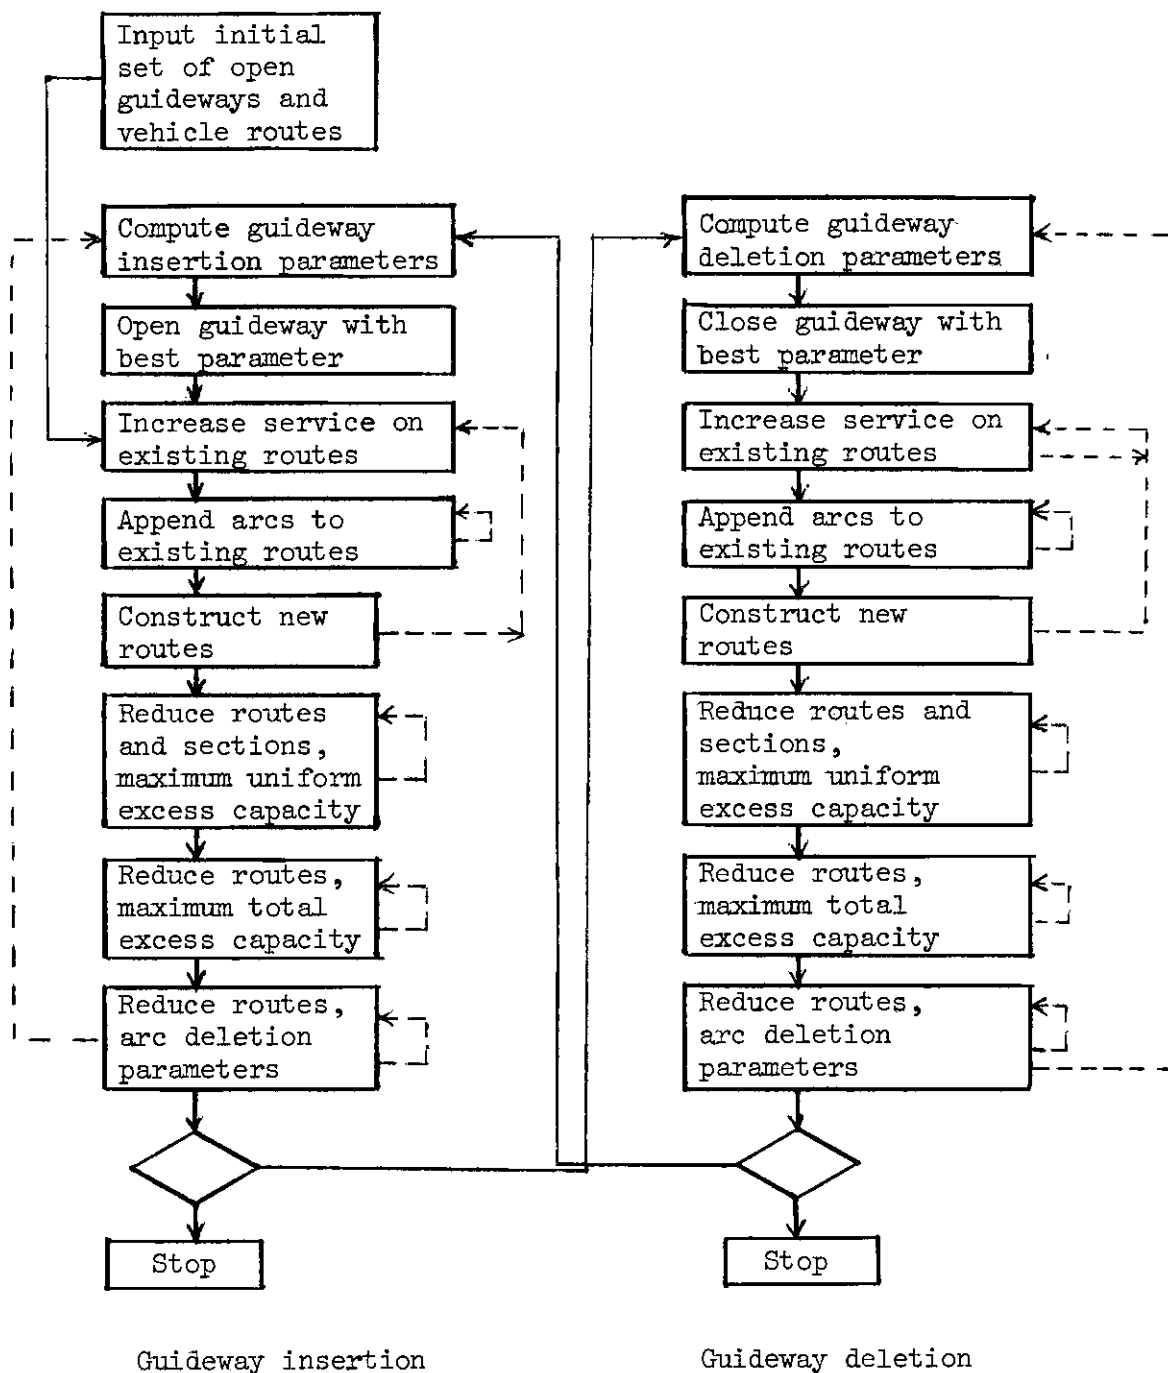 Input initial
set of open
guideways and
vehicle routes
Compute guideway
insertion parameters
Open guideway with
best parameter
Increase service on
existing routes
Append arcs to
existing routes
Construct new
routes
Reduce routes
and sections,
maximum uniform
excess capacity
Reduce routes,
maximum total
excess capacity
Reduce routes,
arc deletion
parameters
Stop
Guideway insertion
Compute guideway
deletion parameters
Close guideway with
best parameter
Increase service on
existing routes
Append arcs to
existing routes
Construct new
routes
Reduce routes and
sections,
maximum uniform
excess capacity
Reduce routes,
maximum total
excess capacity
Reduce routes,
arc deletion
parameters
Stop
Guideway deletion